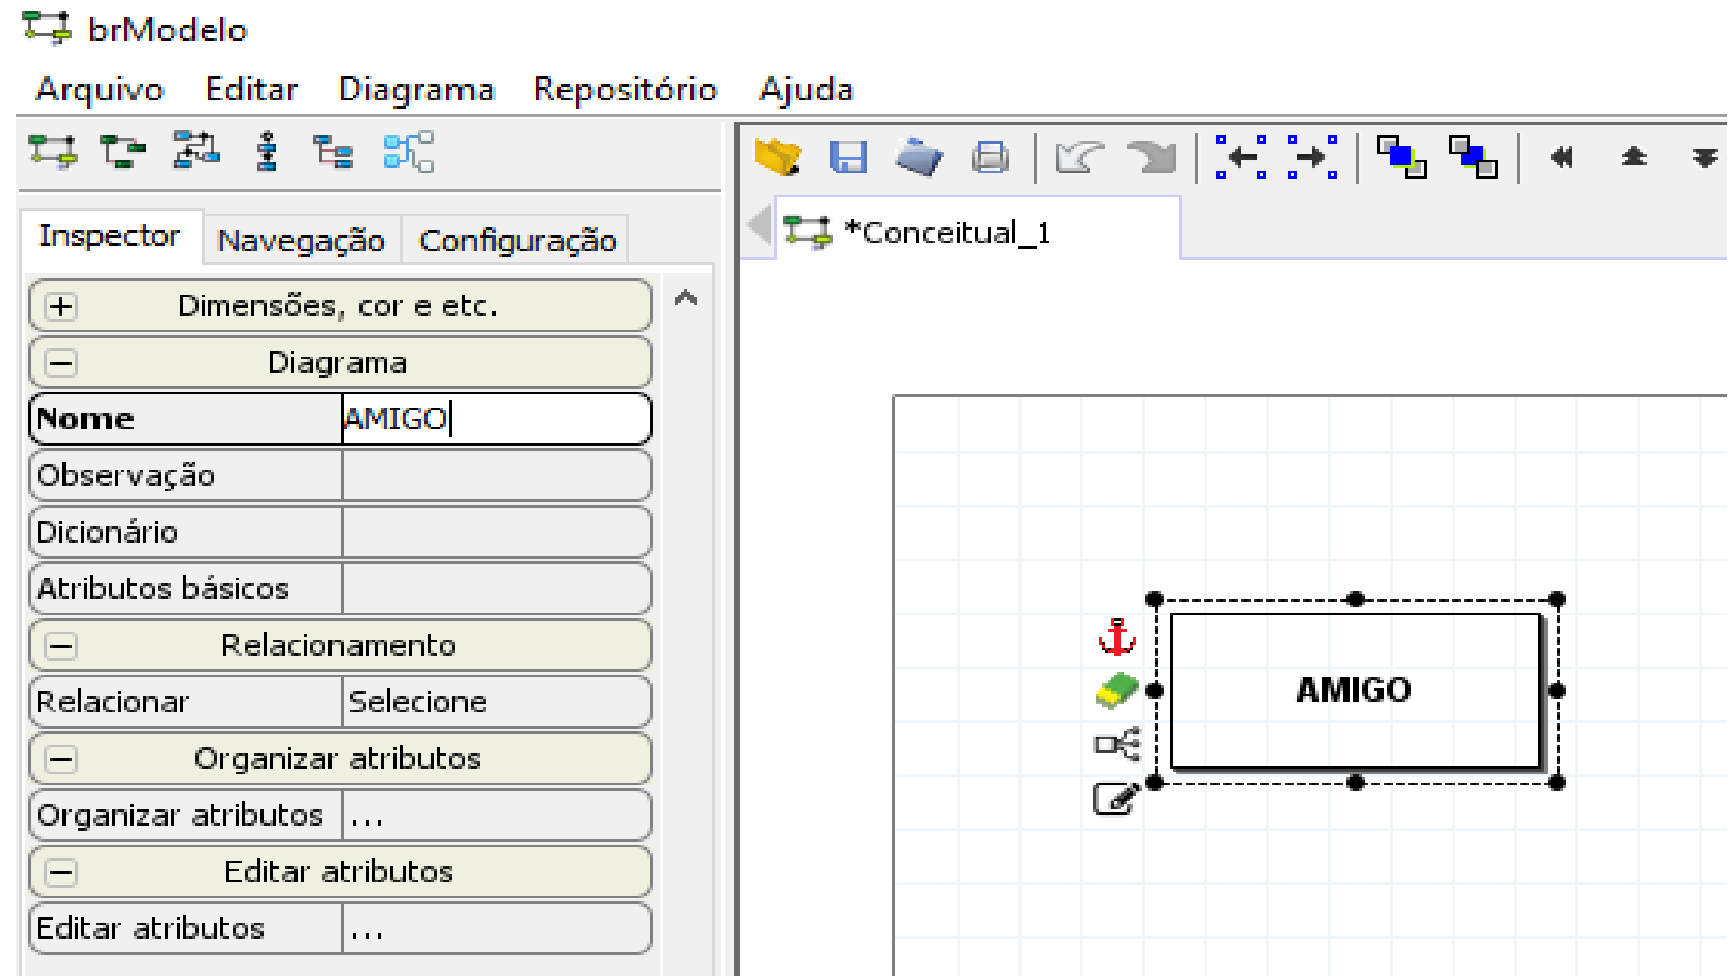 brModelo
Arquivo Editar Diagrama Repositório Ajuda
Inspector Navegação Configuração
*Conceitual_1
Dimensões, cor e etc.
Diagrama
Nome AMIGO
Observação
Dicionário
Atributos básicos
Relacionamento
Relacionar Selecione
Organizar atributos
Organizar atributos ...
Editar atributos
Editar atributos ...
AMIGO